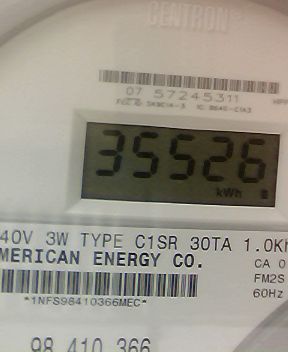 CENTRON®
07 57245311
35526
kWh
40V 3W TYPE C1SR 30TA 1.0Kh
MERICAN ENERGY CO.
CA 0
FM2S
60Hz
*1NFS98410366MEC*
98 410 366